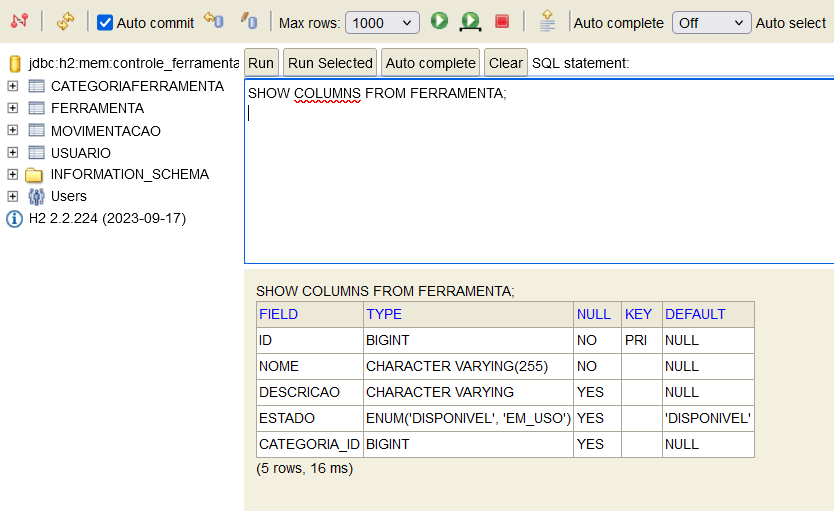 Auto commit Max rows: 1000 Auto complete Off Auto select
jdbc:h2:mem:controle_ferramenta
CATEGORIAFERRAMENTA
FERRAMENTA
MOVIMENTACAO
USUARIO
INFORMATION_SCHEMA
Users
H2 2.2.224 (2023-09-17)
Run Run Selected Auto complete Clear SQL statement:
SHOW COLUMNS FROM FERRAMENTA;
SHOW COLUMNS FROM FERRAMENTA;
FIELD TYPE NULL KEY DEFAULT
ID BIGINT NO PRI NULL
NOME CHARACTER VARYING(255) NO NULL
DESCRICAO CHARACTER VARYING YES NULL
ESTADO ENUM('DISPONIVEL', 'EM_USO') YES 'DISPONIVEL'
CATEGORIA_ID BIGINT YES NULL
(5 rows, 16 ms)